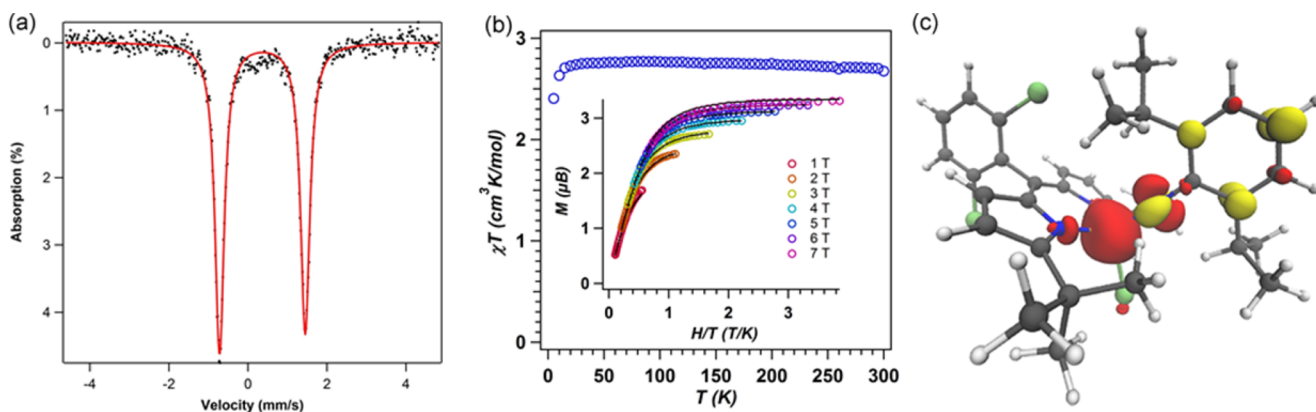 (a)
0
1
2
3
4
Absorption (%)
-4
-2
0
2
4
Velocity (mm/s)
(b)
3
2
1
0
χT (cm³ K/mol)
0
50
100
150
200
250
300
T (K)
3
2
1
0
M (μB)
0
1
2
3
H/T (T/K)
1 T
2 T
3 T
4 T
5 T
6 T
7 T
(c)